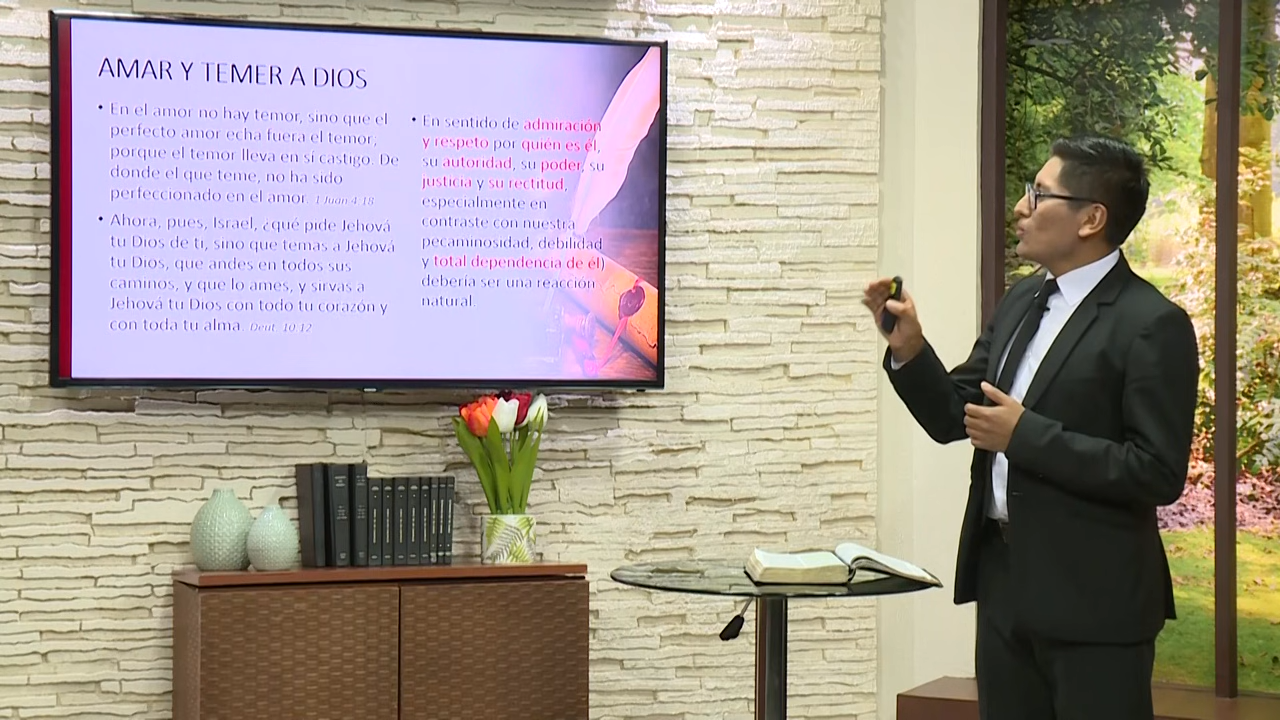 AMAR Y TEMER A DIOS
• En el amor no hay temor, sino que el
perfecto amor echa fuera el temor;
porque el temor lleva en sí castigo. De
donde el que teme, no ha sido
perfeccionado en el amor. 1 Juan 4:18
• Ahora, pues, Israel, ¿qué pide Jehová
tu Dios de ti, sino que temas a Jehová
tu Dios, que andes en todos sus
caminos, y que lo ames, y sirvas a
Jehová tu Dios con todo tu corazón y
con toda tu alma. Deut. 10:12
• En sentido de admiración
y respeto por quién es él,
su autoridad, su poder, su
justicia y su rectitud,
especialmente en
contraste con nuestra
pecaminosidad, debilidad
y total dependencia de él)
debería ser una reacción
natural.